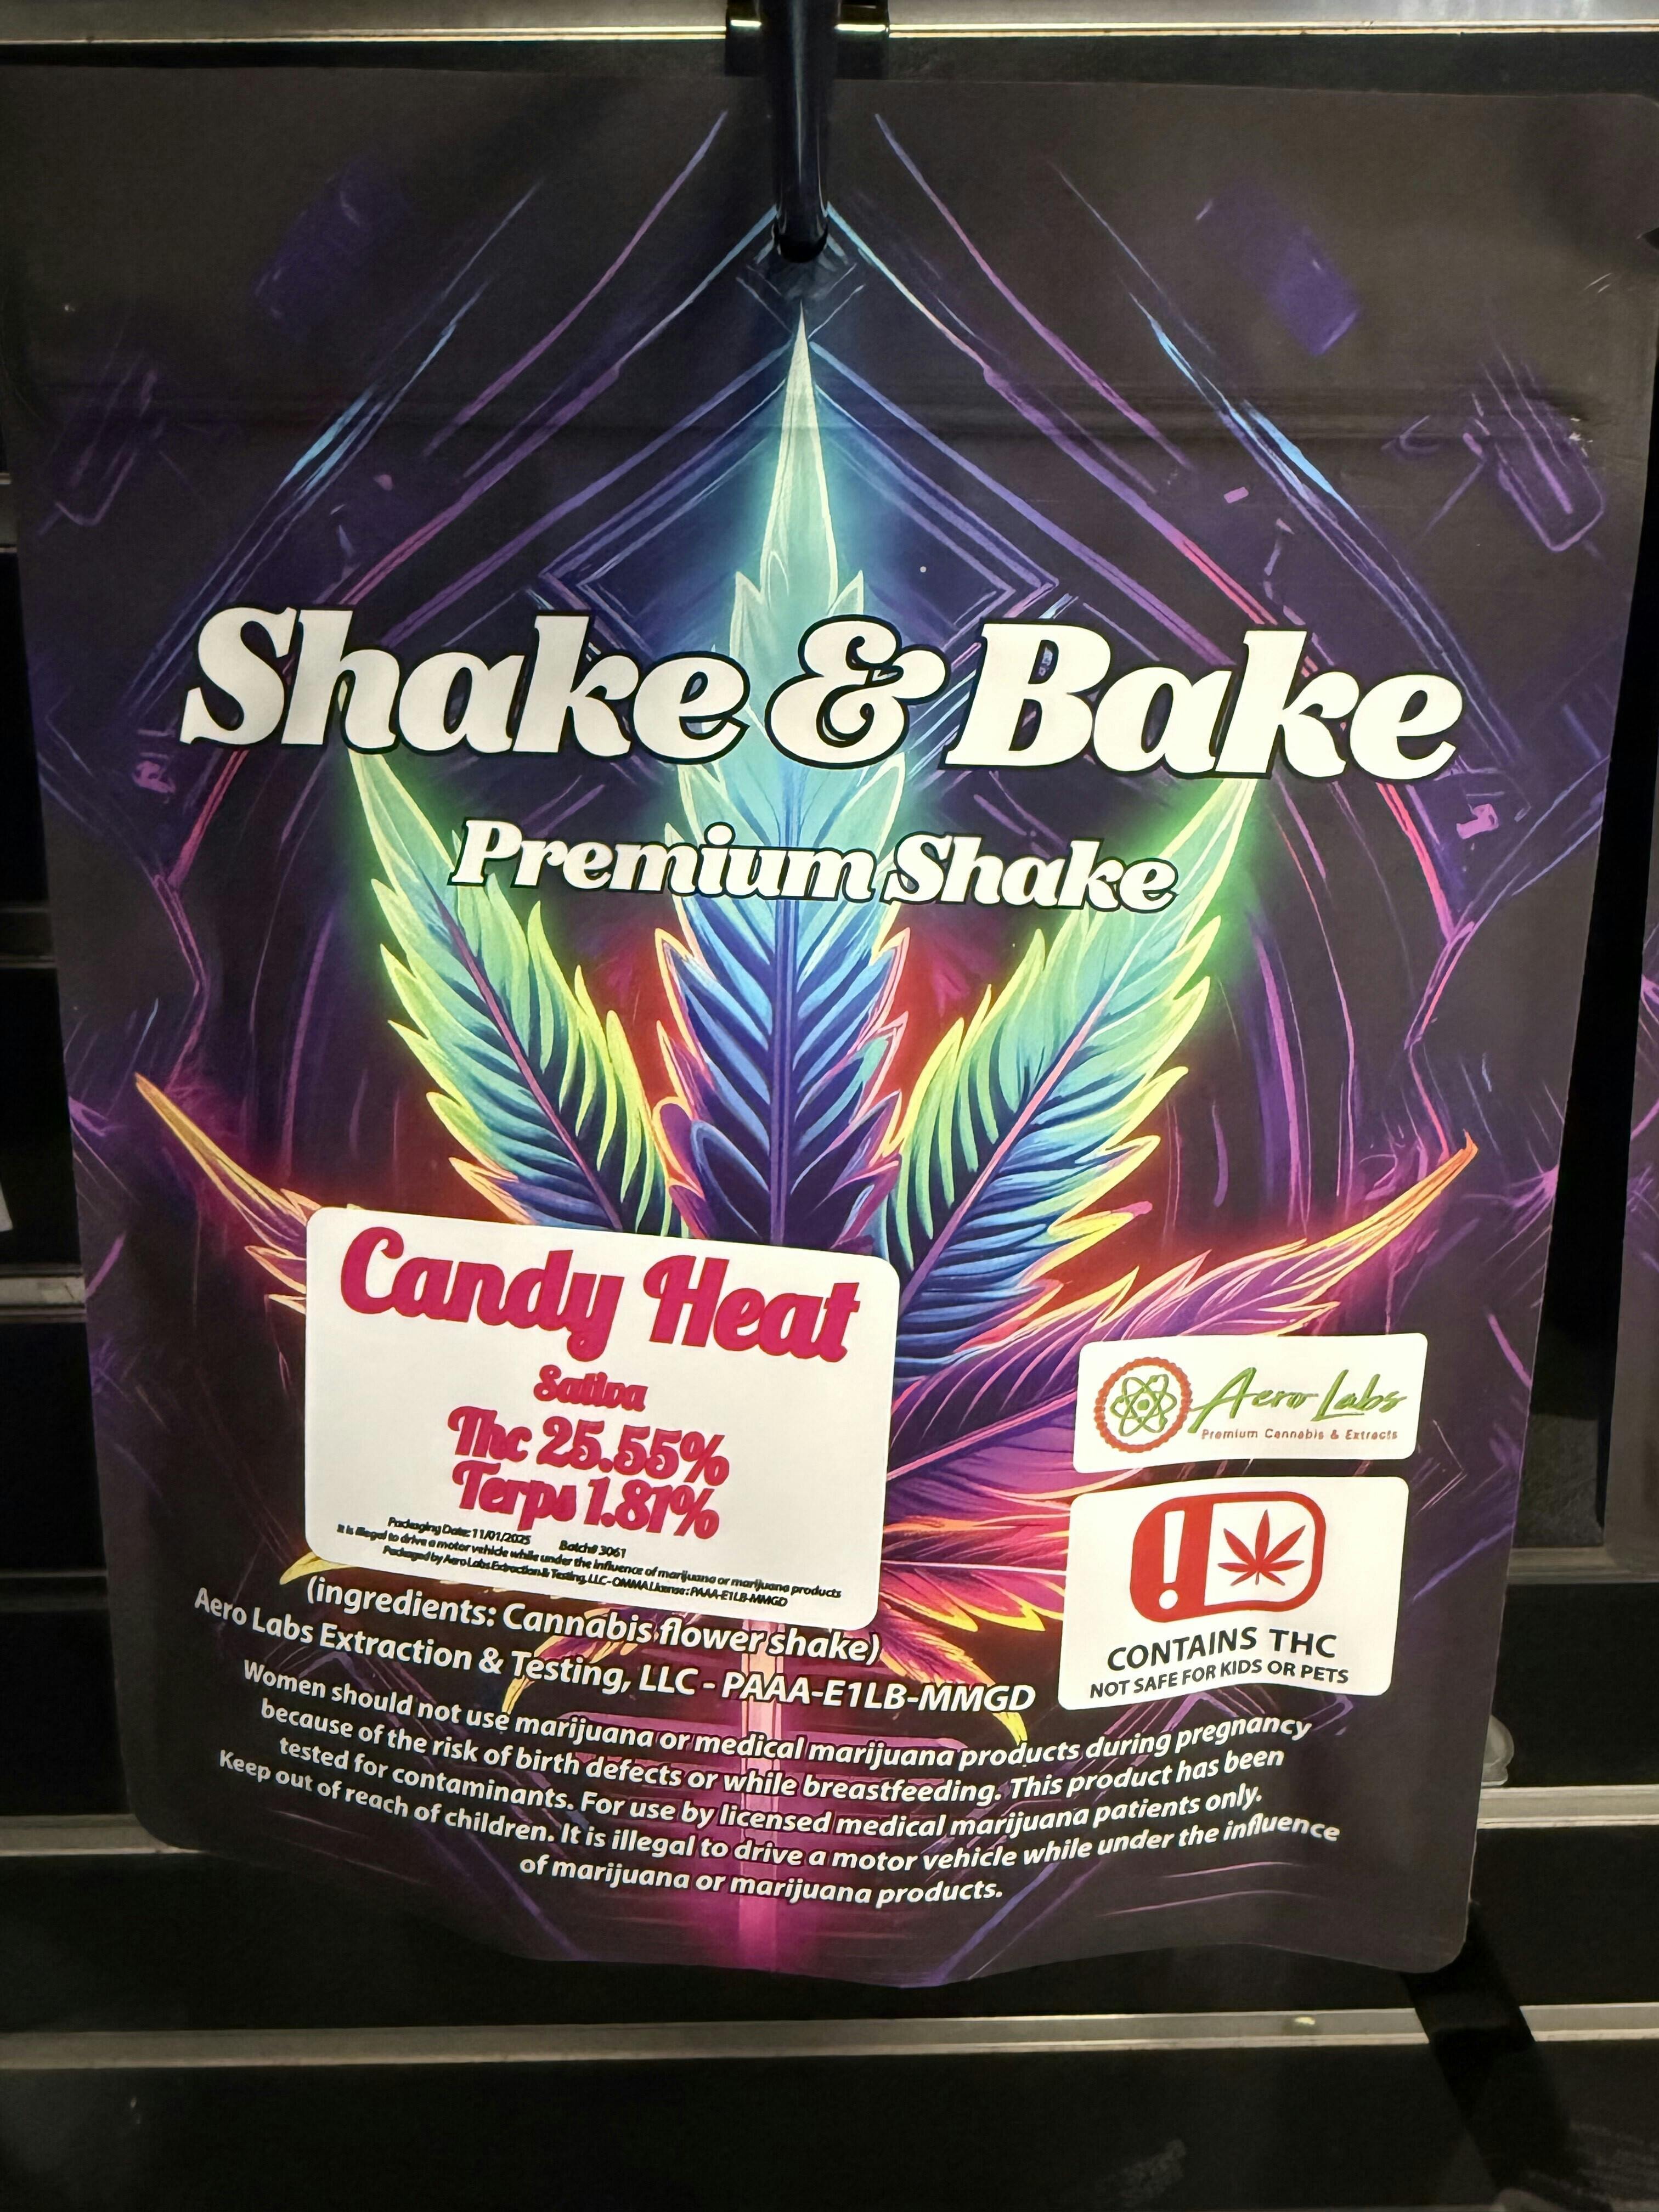 Shake & Bake
Premium Shake
Candy Heat
Sativa
Thc 25.55%
Terps 1.81%
Packaging Date: 11/01/2025 Batch# 3061
It is illegal to drive a motor vehicle while under the influence of marijuana or marijuana products
Packaged by Aero Labs Extraction & Testing, LLC - OMMA License: PAAA-E1LB-MMGD
Aero Labs
Premium Cannabis & Extracts
!
CONTAINS THC
NOT SAFE FOR KIDS OR PETS
(ingredients: Cannabis flower shake)
Aero Labs Extraction & Testing, LLC - PAAA-E1LB-MMGD
Women should not use marijuana or medical marijuana products during pregnancy
because of the risk of birth defects or while breastfeeding. This product has been
tested for contaminants. For use by licensed medical marijuana patients only.
Keep out of reach of children. It is illegal to drive a motor vehicle while under the influence
of marijuana or marijuana products.